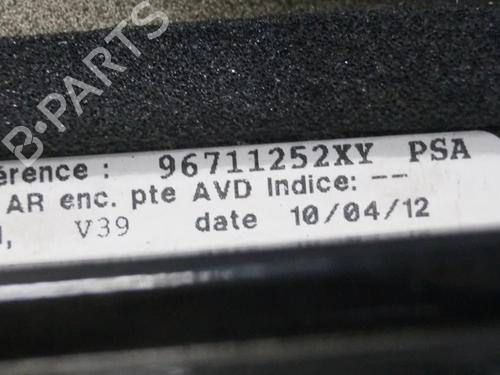 B-PARTS
érence : 96711252XY PSA
AR enc. pte AVD Indice: --
V39 date 10/04/12